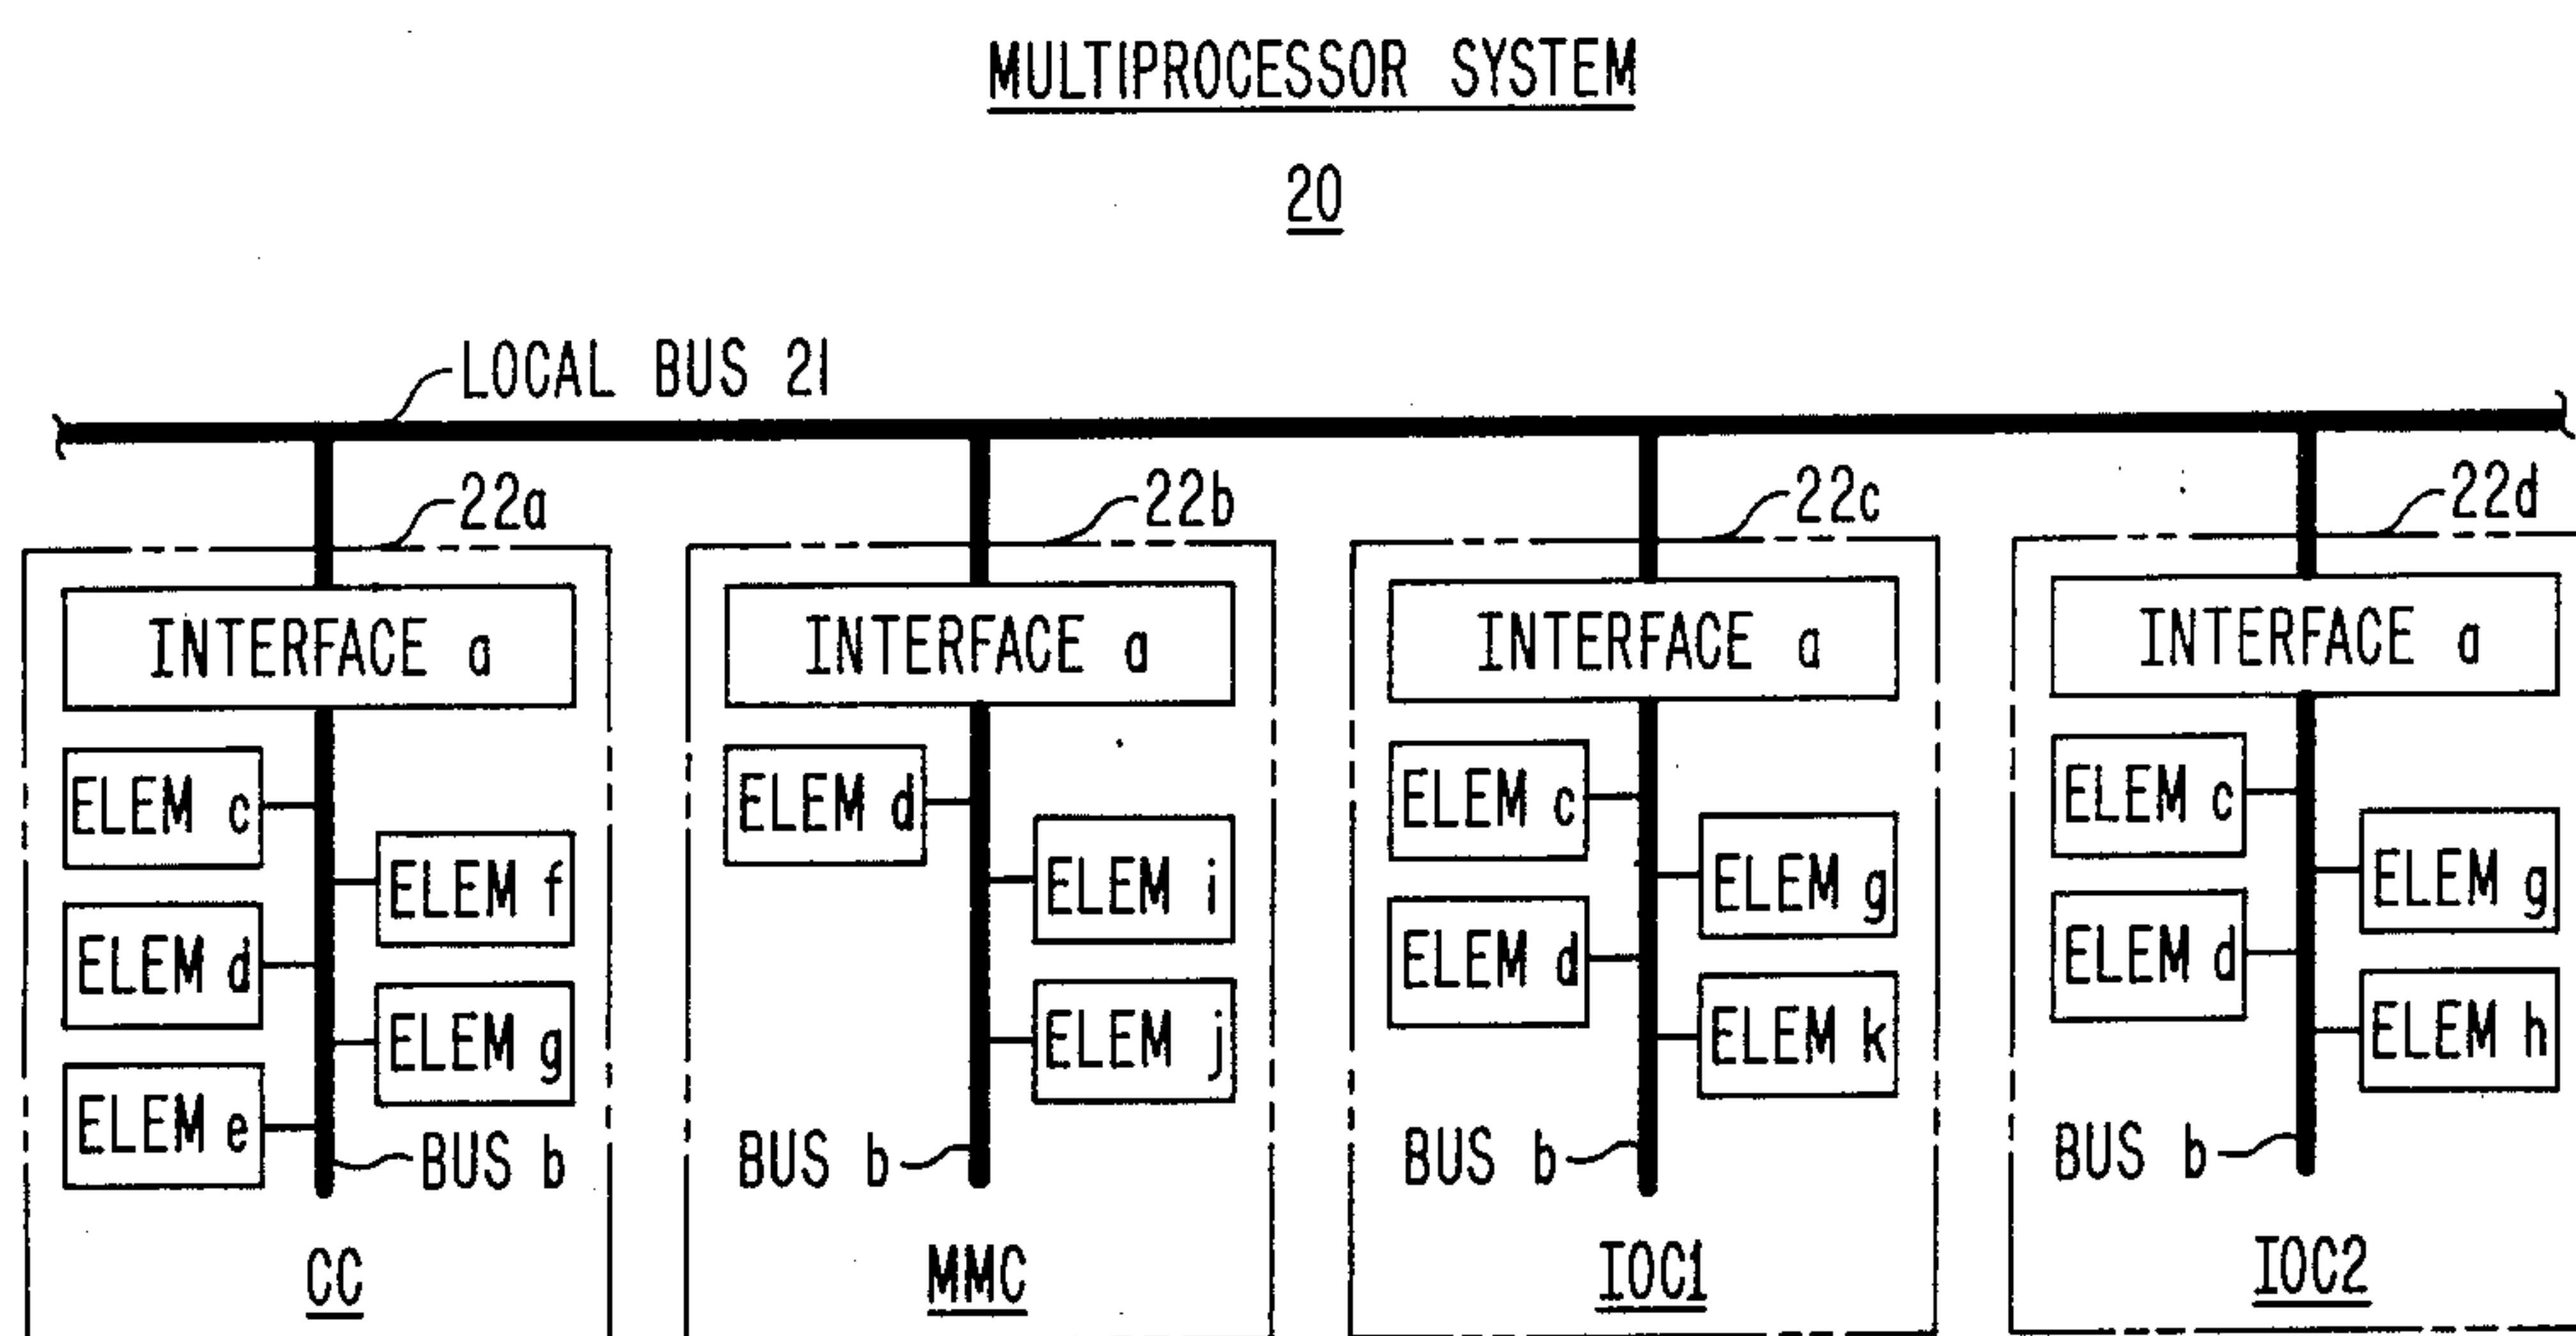 MULTIPROCESSOR SYSTEM
20
LOCAL BUS 21
22a
INTERFACE a
ELEM c
ELEM f
ELEM d
ELEM g
ELEM e
BUS b
CC
22b
INTERFACE a
ELEM d
ELEM i
ELEM j
BUS b
MMC
22c
INTERFACE a
ELEM c
ELEM g
ELEM d
ELEM k
BUS b
IOC1
22d
INTERFACE a
ELEM c
ELEM g
ELEM d
ELEM h
BUS b
IOC2